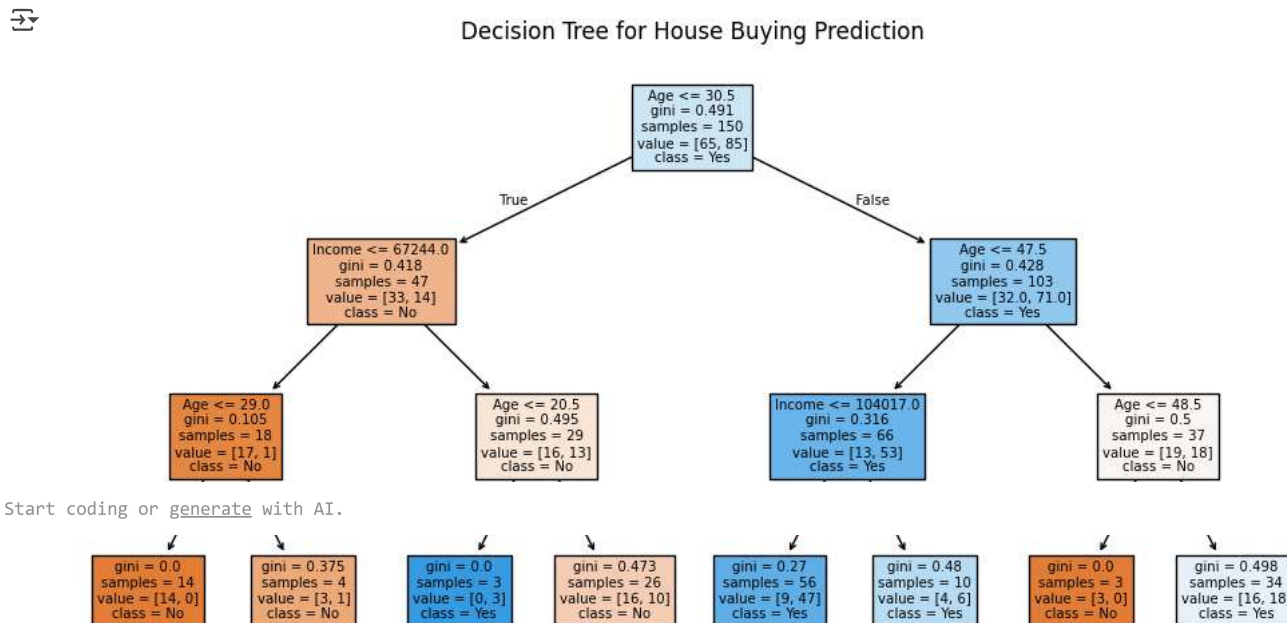 Decision Tree for House Buying Prediction
Age <= 30.5
gini = 0.491
samples = 150
value = [65, 85]
class = Yes
True
False
Income <= 67244.0
gini = 0.418
samples = 47
value = [33, 14]
class = No
Age <= 47.5
gini = 0.428
samples = 103
value = [32.0, 71.0]
class = Yes
Age <= 29.0
gini = 0.105
samples = 18
value = [17, 1]
class = No
Age <= 20.5
gini = 0.495
samples = 29
value = [16, 13]
class = No
Income <= 104017.0
gini = 0.316
samples = 66
value = [13, 53]
class = Yes
Age <= 48.5
gini = 0.5
samples = 37
value = [19, 18]
class = No
Start coding or generate with AI.
gini = 0.0
samples = 14
value = [14, 0]
class = No
gini = 0.375
samples = 4
value = [3, 1]
class = No
gini = 0.0
samples = 3
value = [0, 3]
class = Yes
gini = 0.473
samples = 26
value = [16, 10]
class = No
gini = 0.27
samples = 56
value = [9, 47]
class = Yes
gini = 0.48
samples = 10
value = [4, 6]
class = Yes
gini = 0.0
samples = 3
value = [3, 0]
class = No
gini = 0.498
samples = 34
value = [16, 18
class = Yes